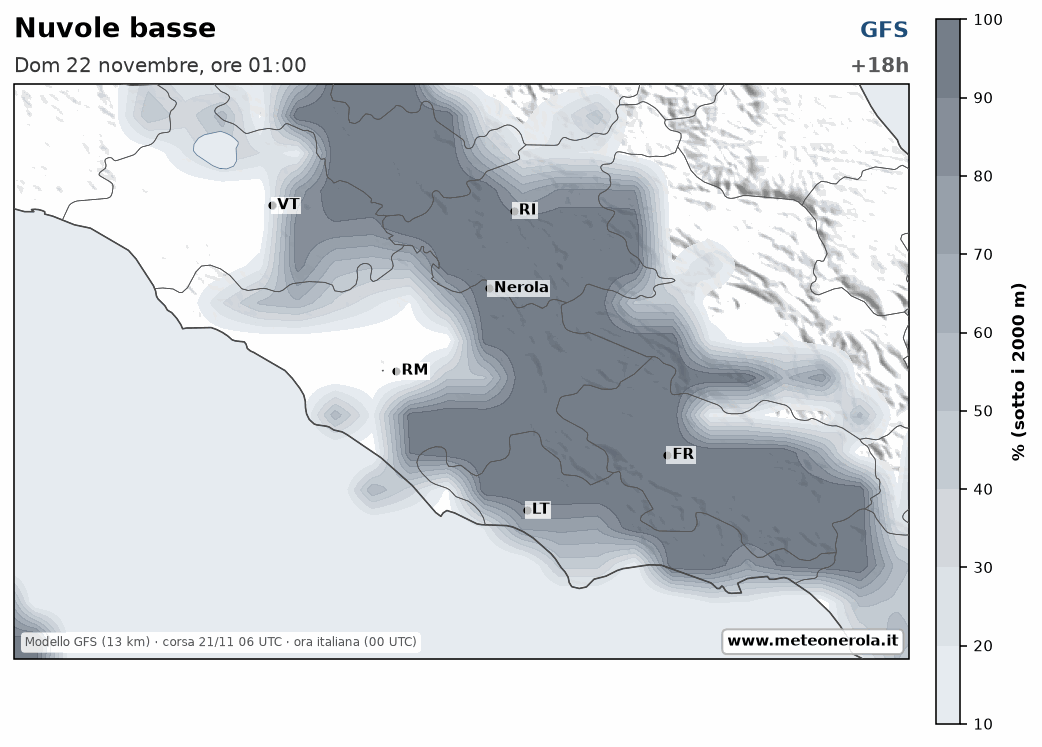 Nuvole basse
GFS
Dom 22 novembre, ore 01:00
+18h
VT
RI
Nerola
RM
FR
LT
Modello GFS (13 km) · corsa 21/11 06 UTC · ora italiana (00 UTC)
www.meteonerola.it
100
90
80
70
60
50
40
30
20
10
% (sotto i 2000 m)